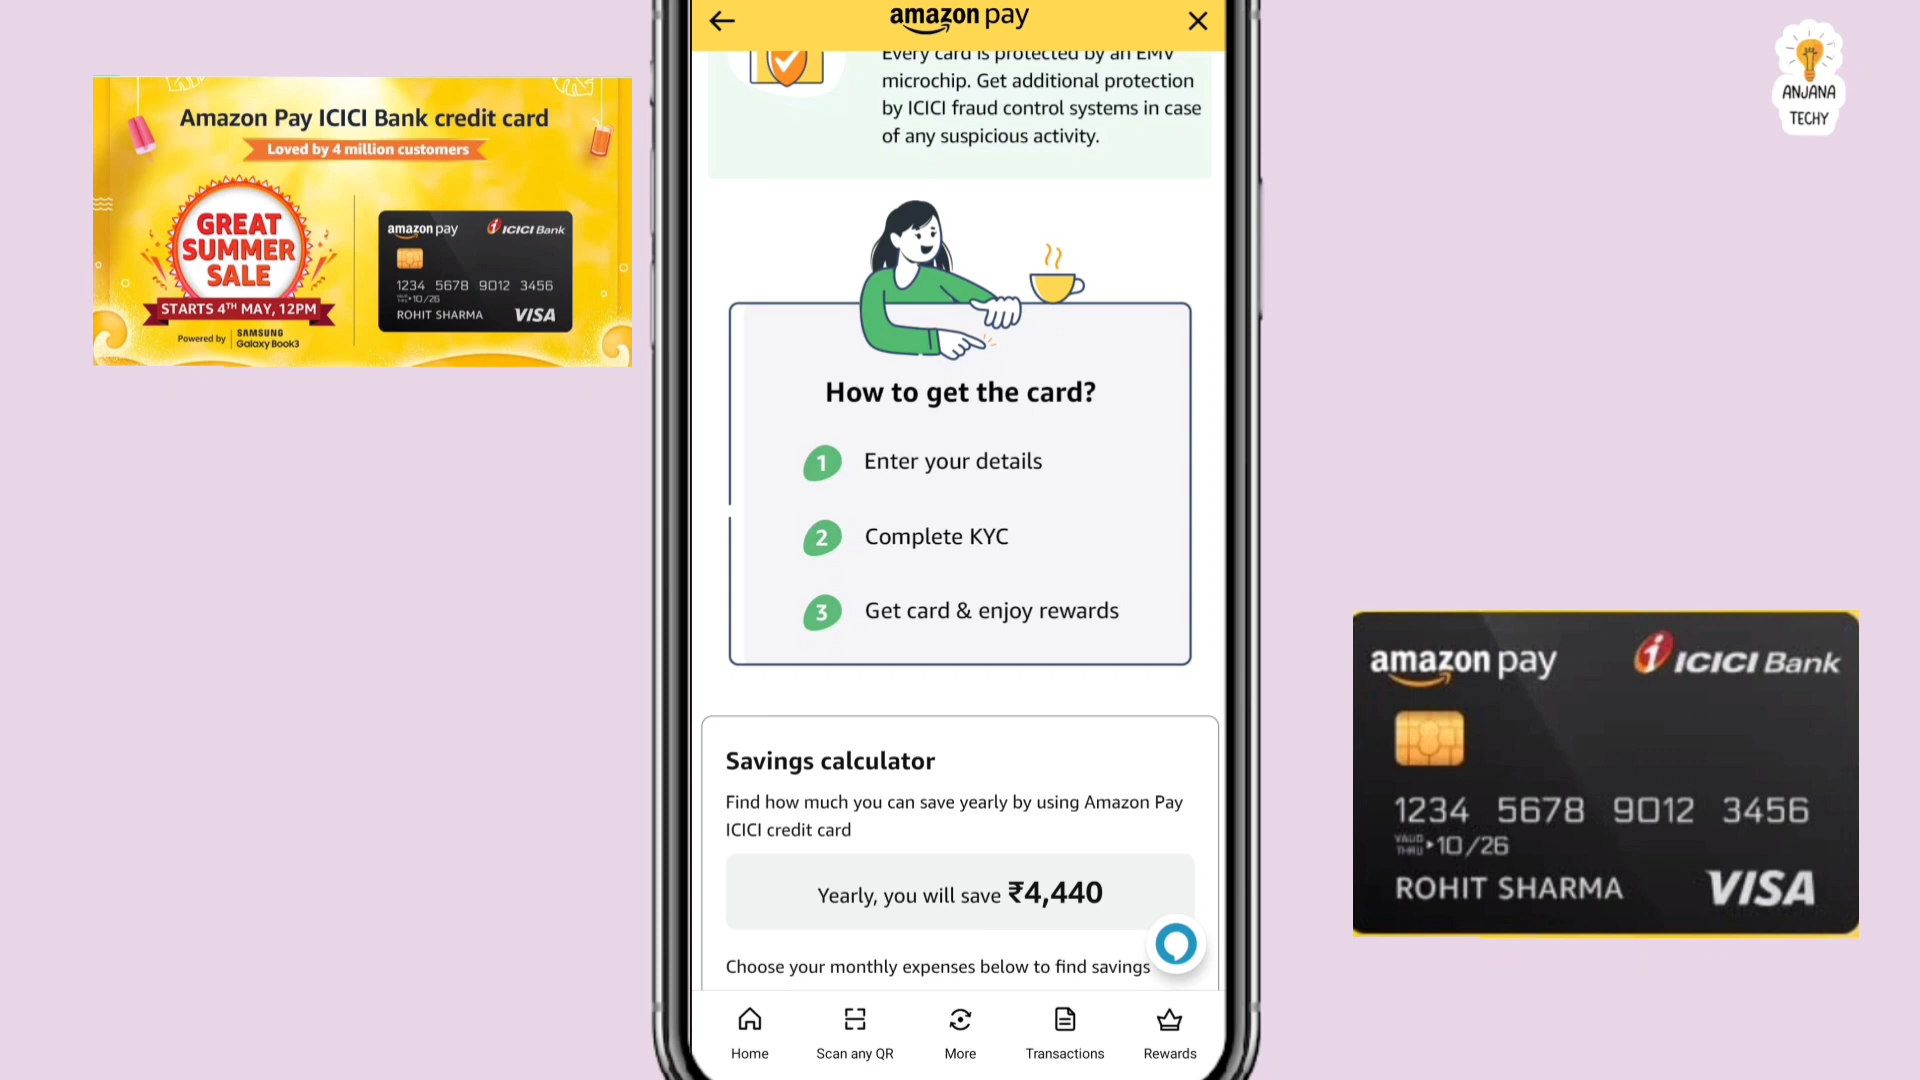 amazon pay
Every card is protected by an EMV
microchip. Get additional protection
by ICICI fraud control systems in case
of any suspicious activity.
How to get the card?
1 Enter your details
2 Complete KYC
3 Get card & enjoy rewards
Savings calculator
Find how much you can save yearly by using Amazon Pay
ICICI credit card
Yearly, you will save ₹4,440
Choose your monthly expenses below to find savings
Home Scan any QR More Transactions Rewards
Amazon Pay ICICI Bank credit card
Loved by 4 million customers
GREAT
SUMMER
SALE
STARTS 4TH MAY, 12PM
Powered by SAMSUNG
Galaxy Book3
amazon pay ICICI Bank
1234 5678 9012 3456
VALID
THRU 10/26
ROHIT SHARMA VISA
ANJANA
TECHY
amazon pay ICICI Bank
1234 5678 9012 3456
VALID
THRU 10/26
ROHIT SHARMA VISA